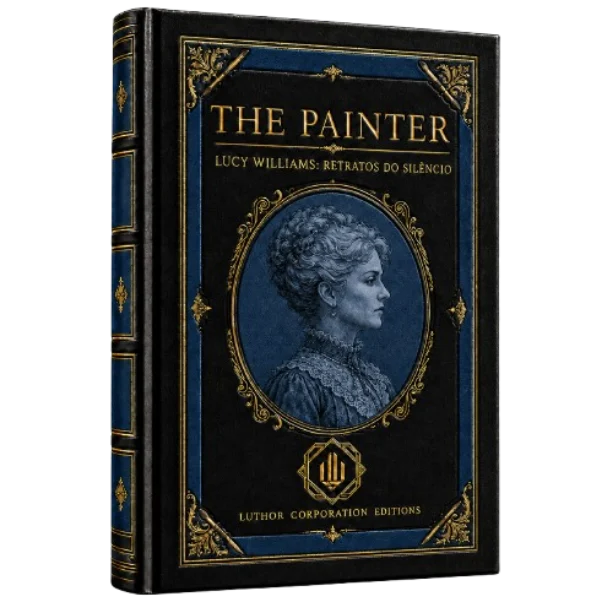 THE PAINTER
LUCY WILLIAMS: RETRATOS DO SILÊNCIO
LUTHOR CORPORATION EDITIONS